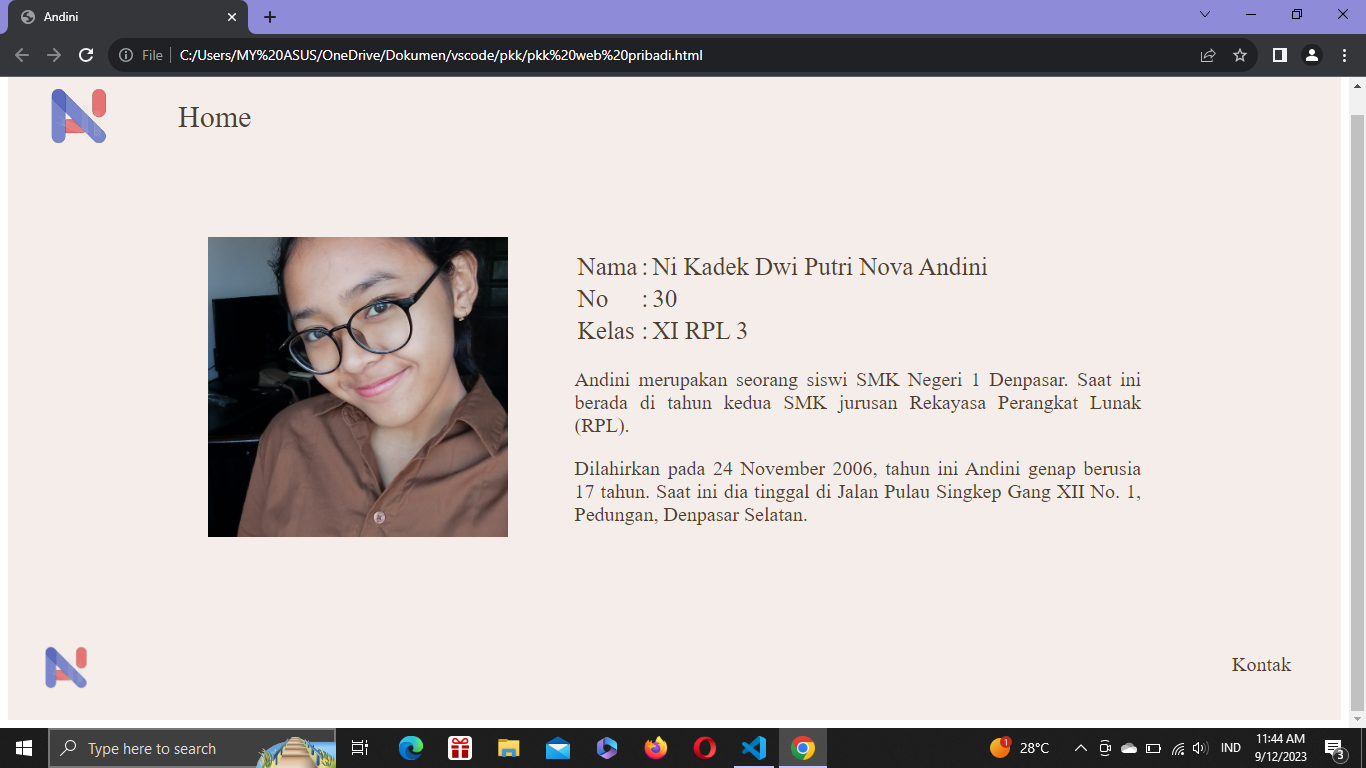 Andini
File
C:/Users/MY%20ASUS/OneDrive/Dokumen/vscode/pkk/pkk%20web%20pribadi.html
Home
Nama : Ni Kadek Dwi Putri Nova Andini
No : 30
Kelas : XI RPL 3
Andini merupakan seorang siswi SMK Negeri 1 Denpasar. Saat ini
berada di tahun kedua SMK jurusan Rekayasa Perangkat Lunak
(RPL).
Dilahirkan pada 24 November 2006, tahun ini Andini genap berusia
17 tahun. Saat ini dia tinggal di Jalan Pulau Singkep Gang XII No. 1,
Pedungan, Denpasar Selatan.
Kontak
Type here to search
1
28°C
IND
11:44 AM
9/12/2023
3